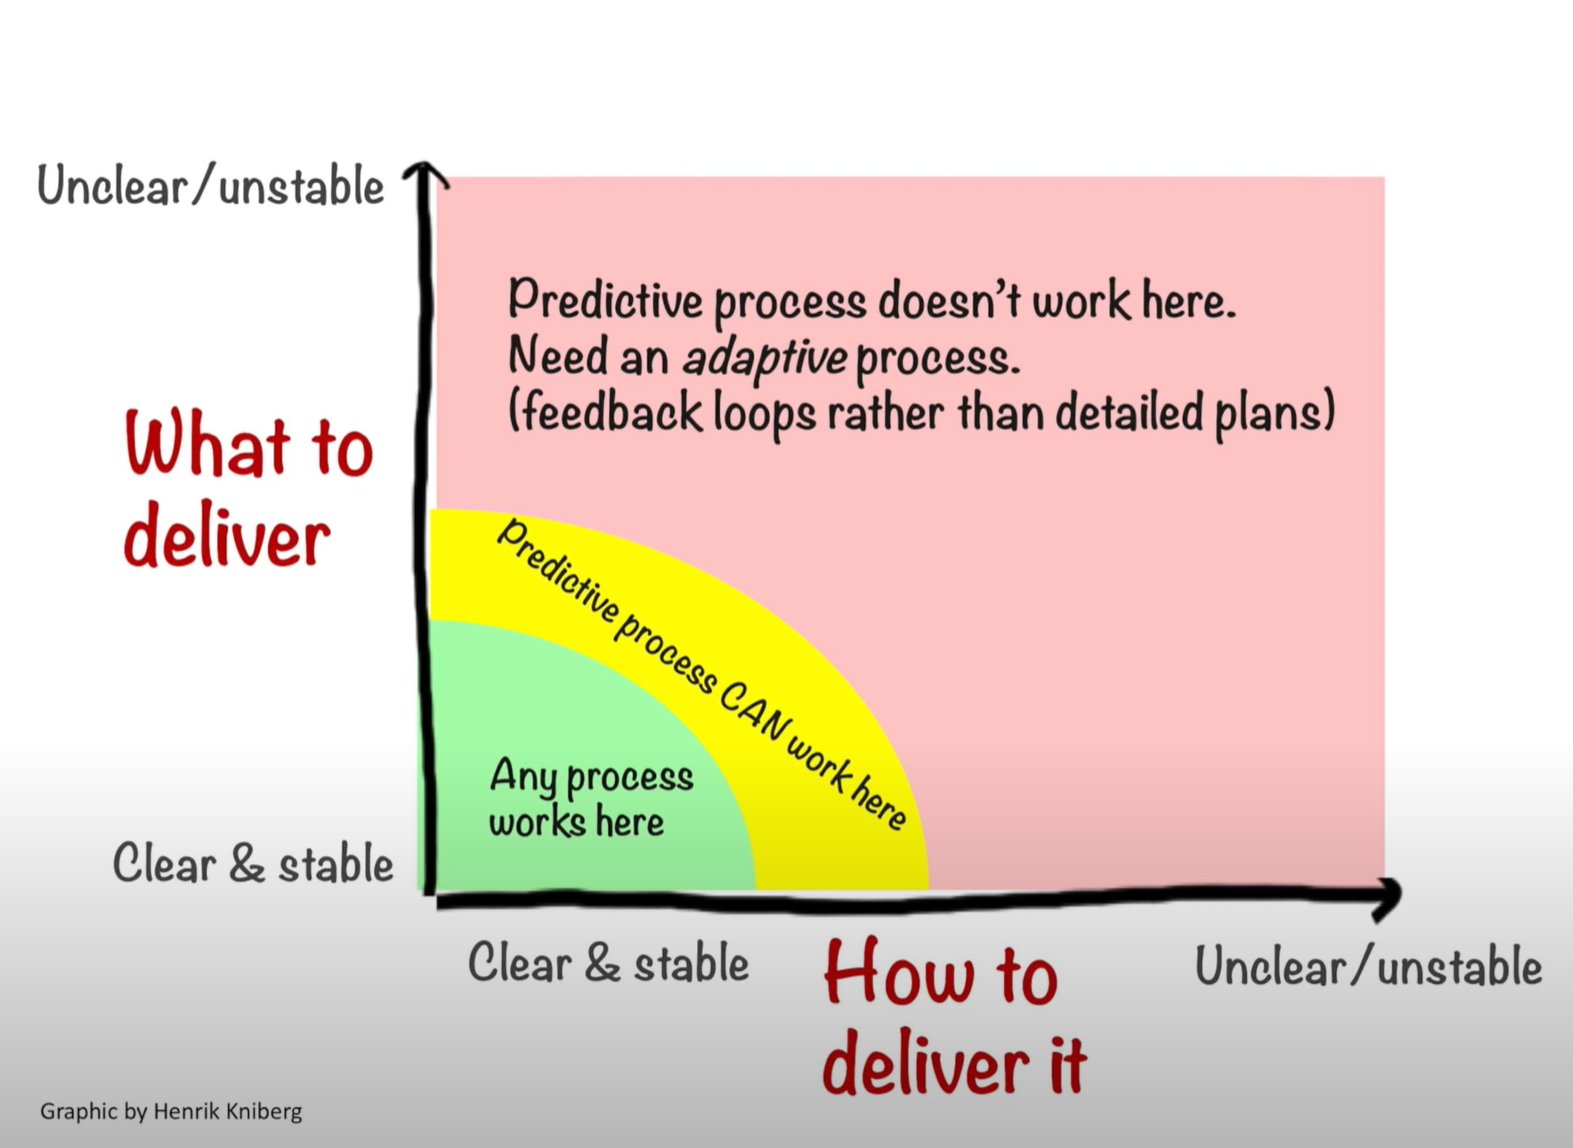 Unclear/unstable
Predictive process doesn't work here.
Need an adaptive process.
(feedback loops rather than detailed plans)
What to
deliver
Predictive process CAN work here
Any process
works here
Clear & stable
Clear & stable
How to
deliver it
Unclear/unstable
Graphic by Henrik Kniberg